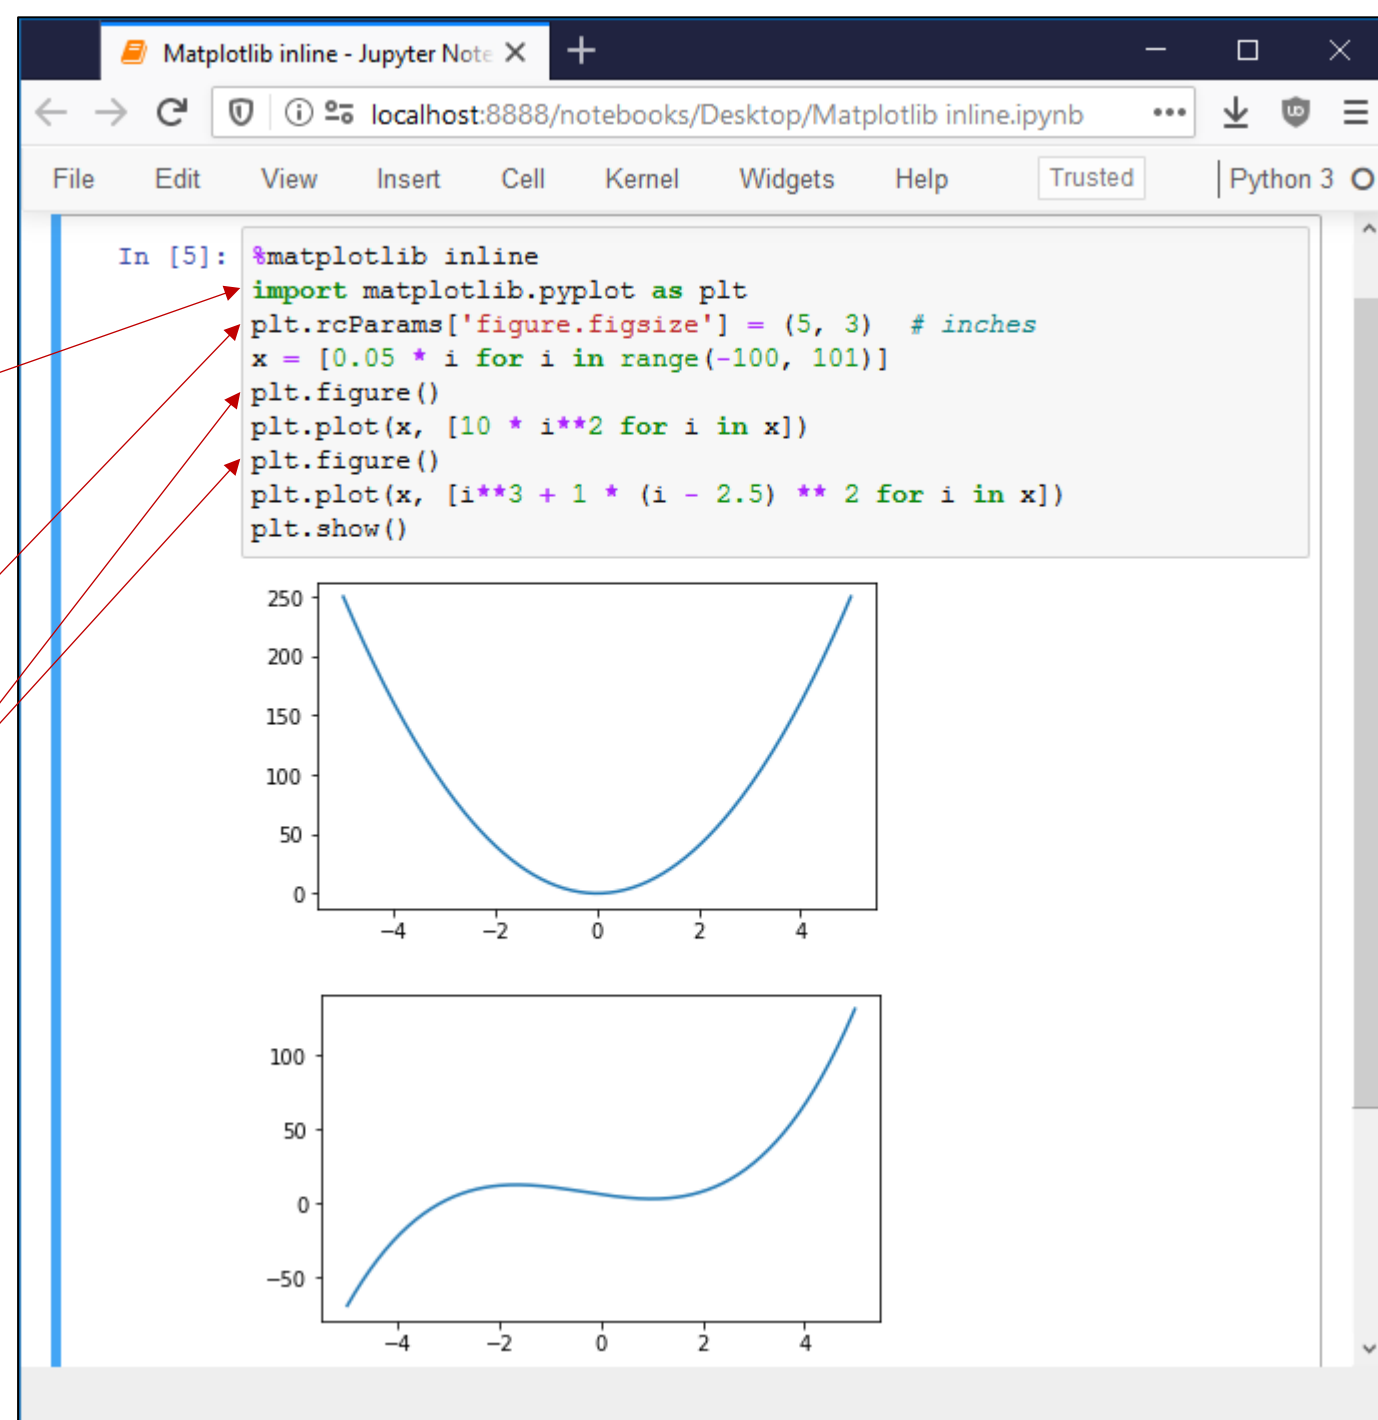 Matplotlib inline - Jupyter Note
localhost:8888/notebooks/Desktop/Matplotlib inline.ipynb
File Edit View Insert Cell Kernel Widgets Help Trusted Python 3
In [5]: %matplotlib inline
import matplotlib.pyplot as plt
plt.rcParams['figure.figsize'] = (5, 3)  # inches
x = [0.05 * i for i in range(-100, 101)]
plt.figure()
plt.plot(x, [10 * i**2 for i in x])
plt.figure()
plt.plot(x, [i**3 + 1 * (i - 2.5) ** 2 for i in x])
plt.show()
250
200
150
100
50
0
−4 −2 0 2 4
100
50
0
−50
−4 −2 0 2 4